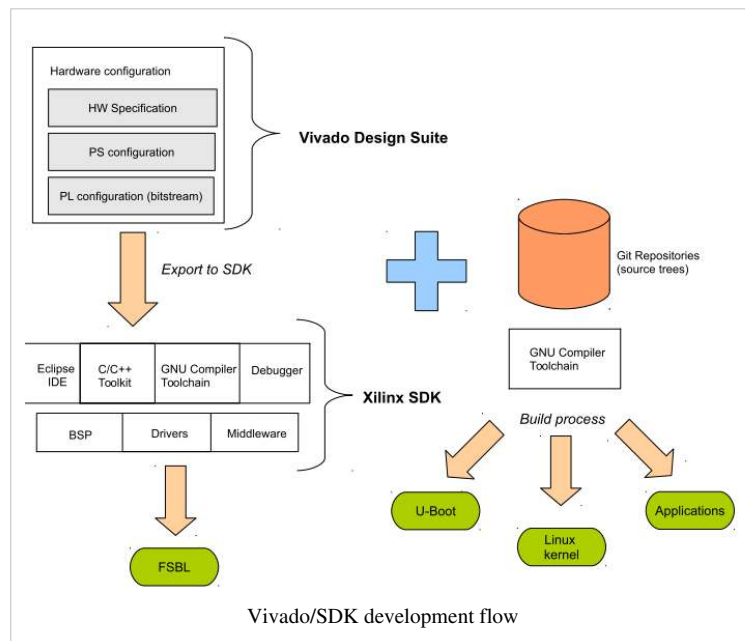 Hardware configuration
HW Specification
PS configuration
PL configuration (bitstream)
Vivado Design Suite
Export to SDK
Eclipse
IDE
C/C++
Toolkit
GNU Compiler
Toolchain
Debugger
BSP
Drivers
Middleware
Xilinx SDK
FSBL
Git Repositories
(source trees)
GNU Compiler
Toolchain
Build process
U-Boot
Linux
kernel
Applications
Vivado/SDK development flow